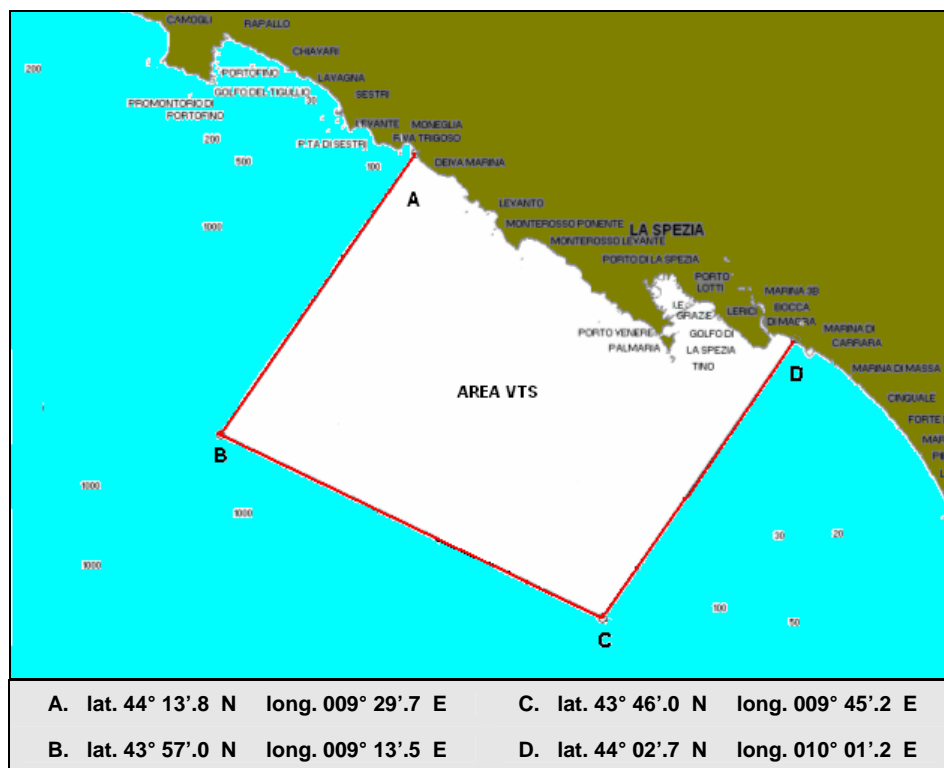 CAMOGLI
RAPALLO
CHIAVARI
200
PORTOFINO
LAVAGNA
GOLFO DEL TIGULLIO
30
SESTRI
PROMONTORIO DI
PORTOFINO
LEVANTE
MONEGLIA
200
RIVA TRIGOSO
P.TA DI SESTRI
500
100
DEIVA MARINA
A
LEVANTO
1000
MONTEROSSO PONENTE
LA SPEZIA
MONTEROSSO LEVANTE
PORTO DI LA SPEZIA
PORTO
LOTTI
MARINA 3B
LE
GRAZIE
LERICI
BOCCA
DI MAGRA
PORTO VENERE
GOLFO DI
LA SPEZIA
PALMARIA
TINO
MARINA DI
CARRARA
D
MARINA DI MASSA
AREA VTS
CINQUALE
FORTE
B
MAR
1000
1000
30
20
1000
100
50
C
A. lat. 44° 13'.8 N long. 009° 29'.7 E C. lat. 43° 46'.0 N long. 009° 45'.2 E
B. lat. 43° 57'.0 N long. 009° 13'.5 E D. lat. 44° 02'.7 N long. 010° 01'.2 E